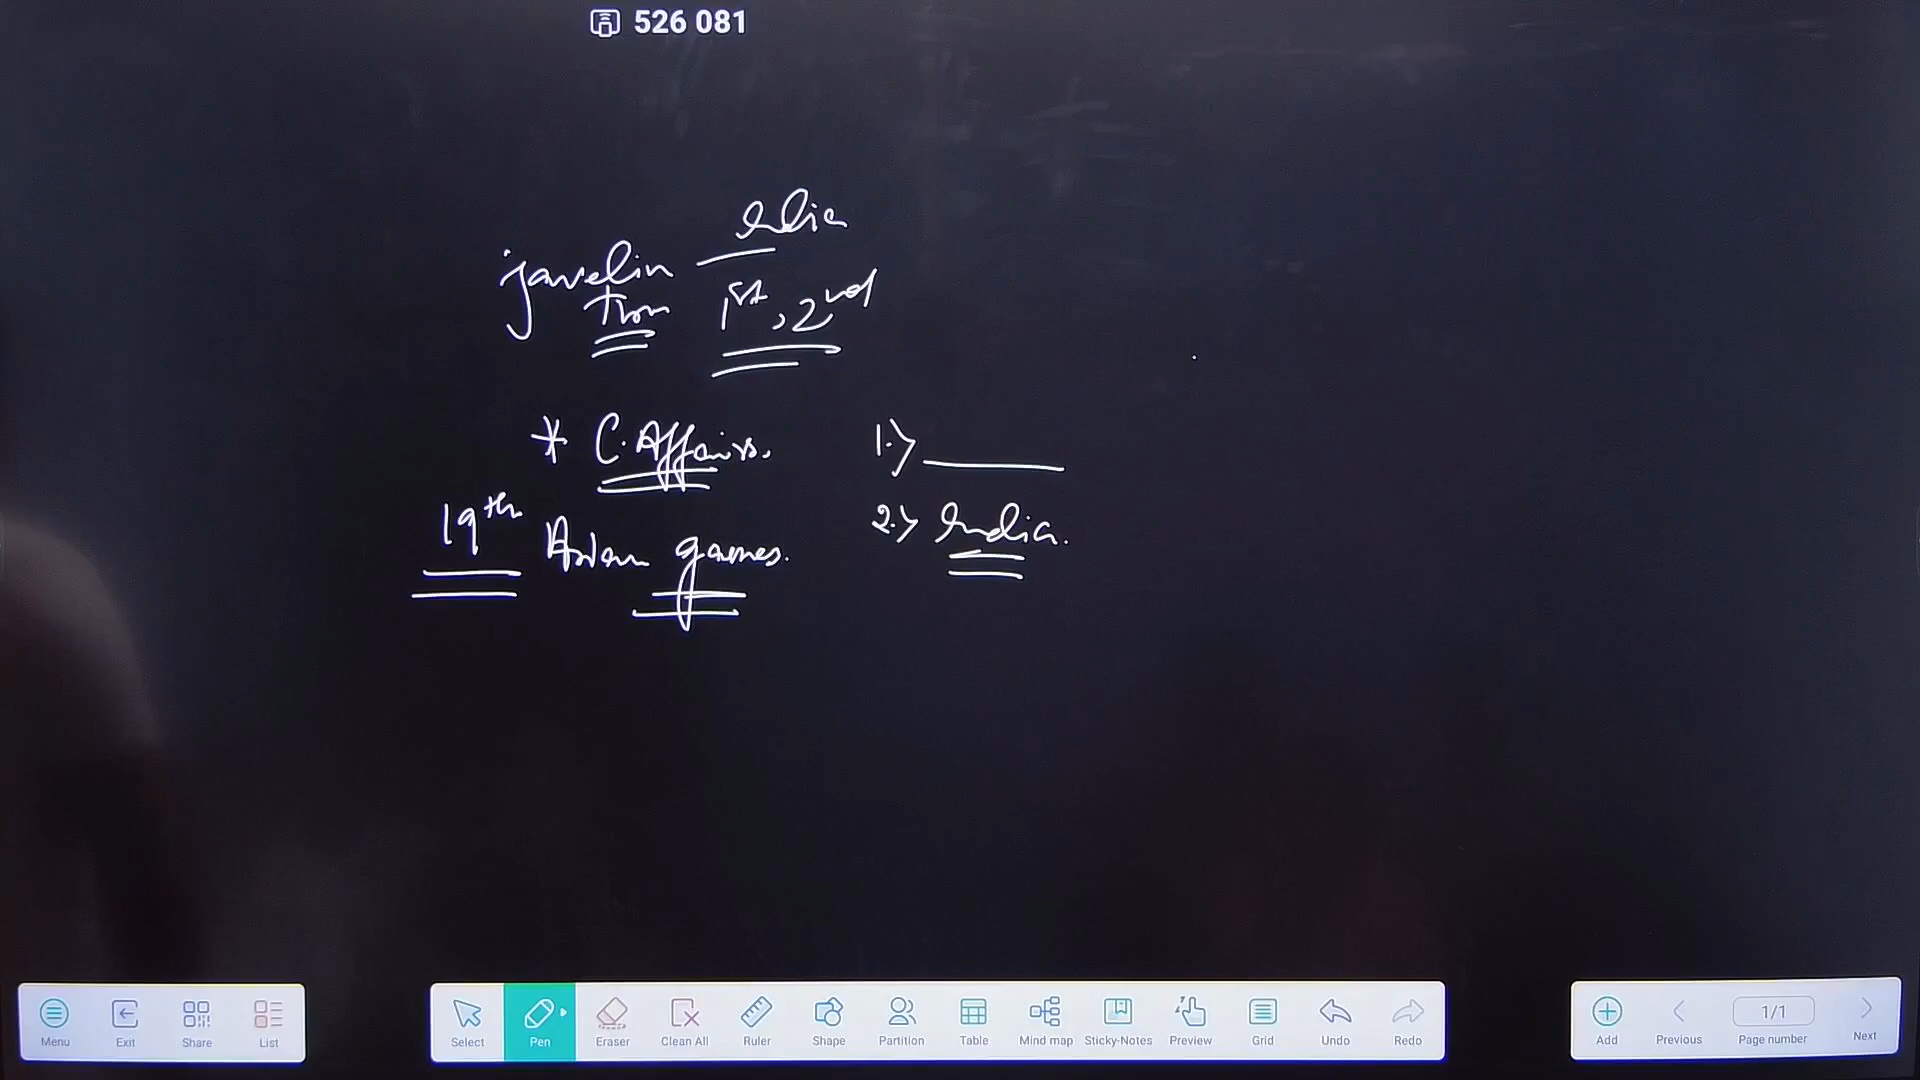 526 081
India
javelin
Throw 1st, 2nd
* C. Affairs. 1.)
19th Asian games. 2.) India.
Menu Exit Share List Select Pen Eraser Clean All Ruler Shape Partition Table Mind map Sticky-Notes Preview Grid Undo Redo Add Previous 1/1 Page number Next